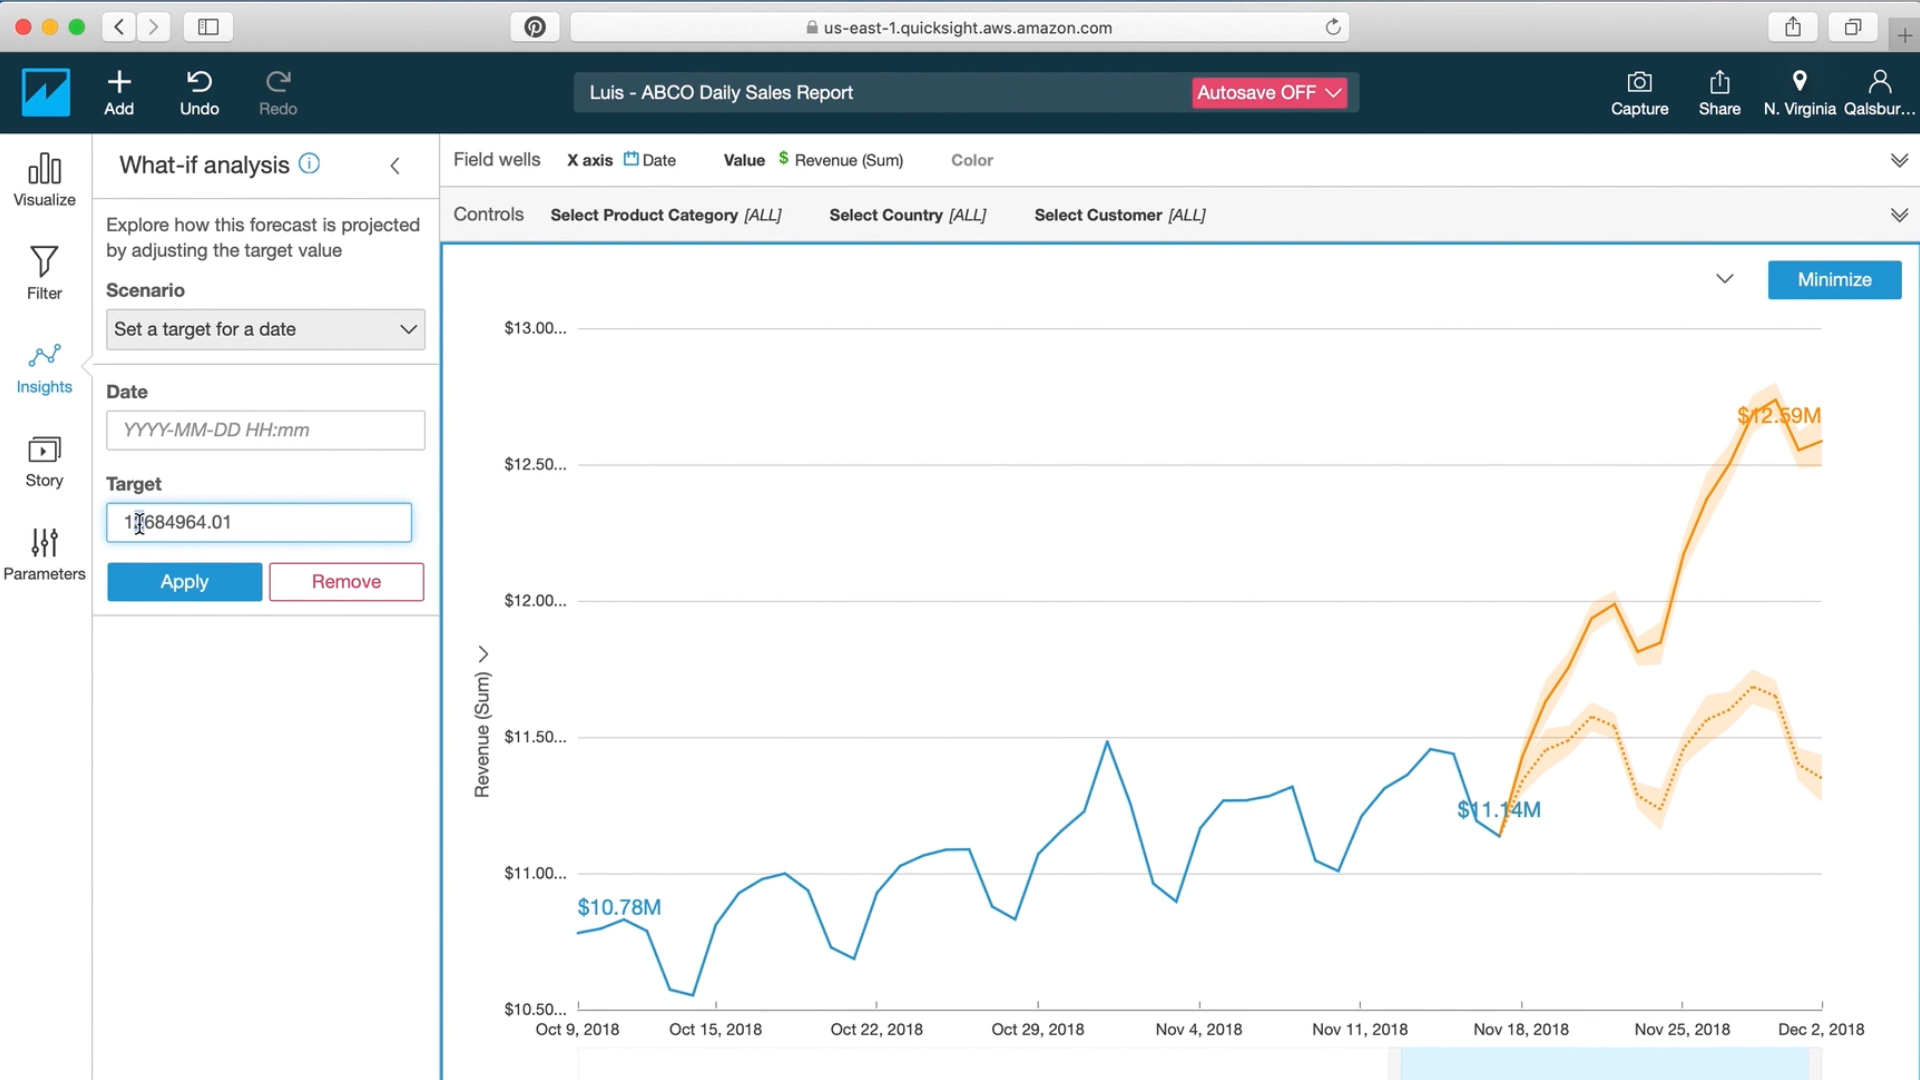 us-east-1.quicksight.aws.amazon.com
Add
Undo
Redo
Luis - ABCO Daily Sales Report
Autosave OFF
Capture
Share
N. Virginia
Qalsbur...
Visualize
Filter
Insights
Story
Parameters
What-if analysis
Explore how this forecast is projected
by adjusting the target value
Scenario
Set a target for a date
Date
YYYY-MM-DD HH:mm
Target
Apply
Remove
Field wells
X axis Date
Value $ Revenue (Sum)
Color
Controls
Select Product Category [ALL]
Select Country [ALL]
Select Customer [ALL]
Minimize
Revenue (Sum)
$13.00...
$12.50...
$12.00...
$11.50...
$11.00...
$10.50...
$10.78M
$11.14M
$12.59M
Oct 9, 2018
Oct 15, 2018
Oct 22, 2018
Oct 29, 2018
Nov 4, 2018
Nov 11, 2018
Nov 18, 2018
Nov 25, 2018
Dec 2, 2018